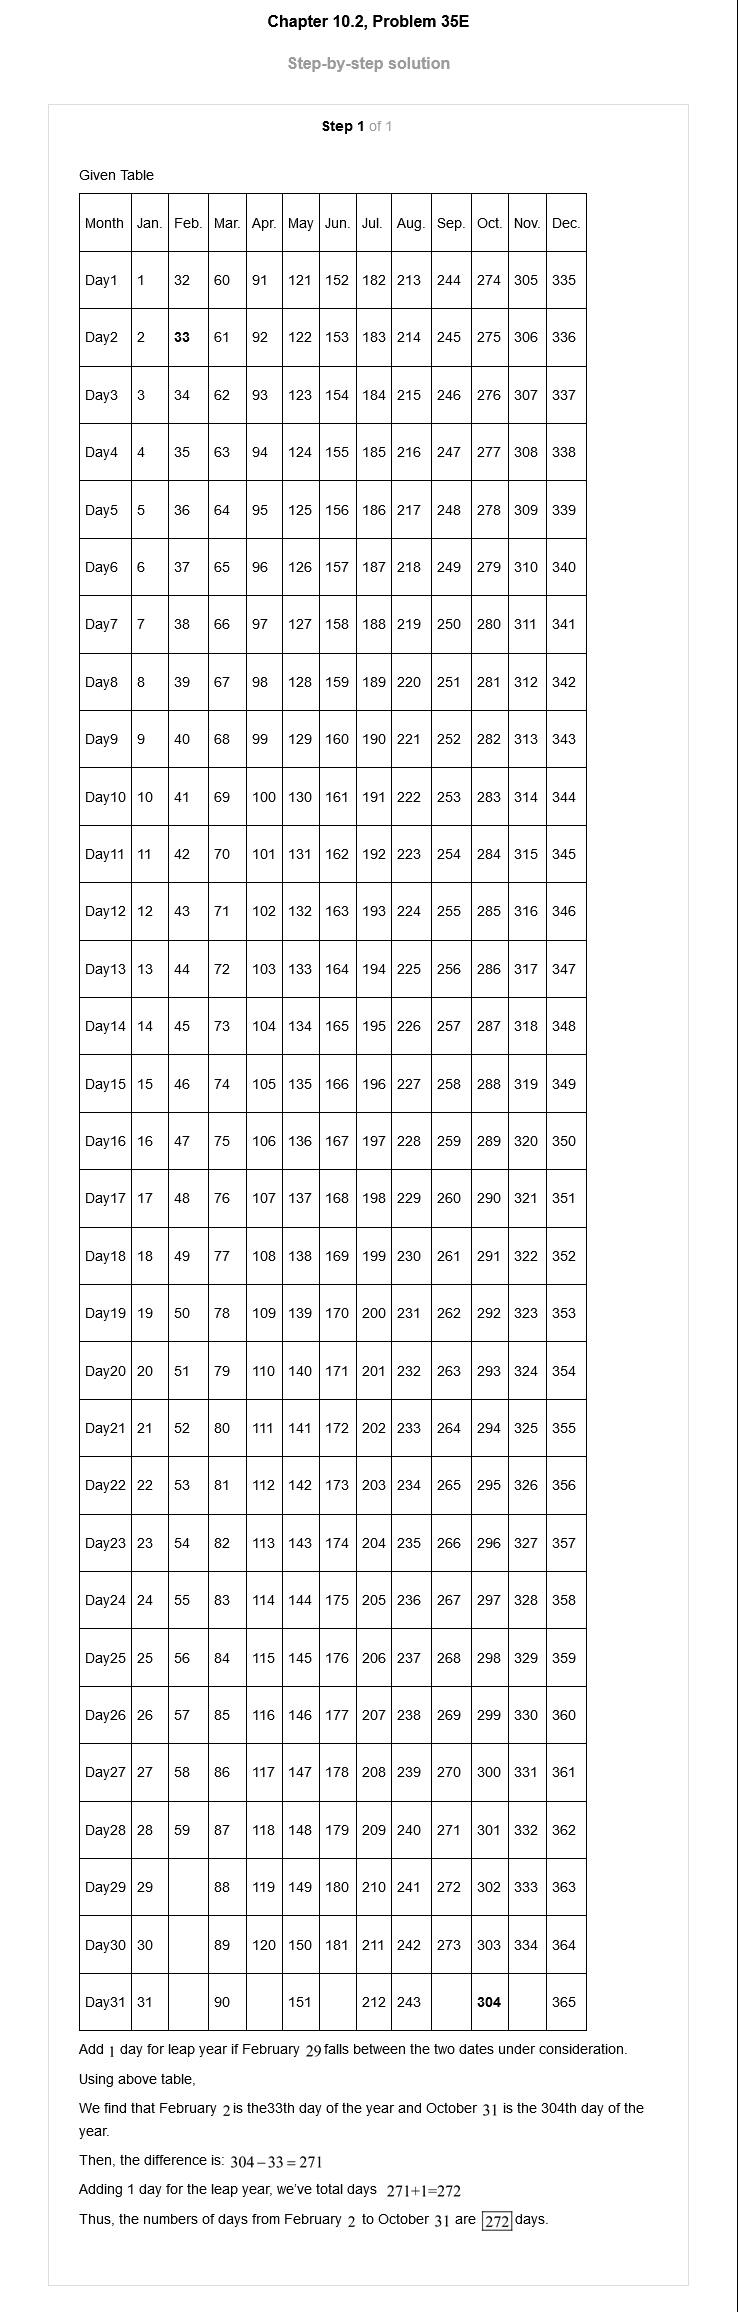 Chapter 10.2, Problem 35E
Step-by-step solution
Step 1 of 1
Given Table
Month Jan. Feb. Mar. Apr. May Jun. Jul. Aug. Sep. Oct. Nov. Dec.
Day1 1 32 60 91 121 152 182 213 244 274 305 335
Day2 2 33 61 92 122 153 183 214 245 275 306 336
Day3 3 34 62 93 123 154 184 215 246 276 307 337
Day4 4 35 63 94 124 155 185 216 247 277 308 338
Day5 5 36 64 95 125 156 186 217 248 278 309 339
Day6 6 37 65 96 126 157 187 218 249 279 310 340
Day7 7 38 66 97 127 158 188 219 250 280 311 341
Day8 8 39 67 98 128 159 189 220 251 281 312 342
Day9 9 40 68 99 129 160 190 221 252 282 313 343
Day10 10 41 69 100 130 161 191 222 253 283 314 344
Day11 11 42 70 101 131 162 192 223 254 284 315 345
Day12 12 43 71 102 132 163 193 224 255 285 316 346
Day13 13 44 72 103 133 164 194 225 256 286 317 347
Day14 14 45 73 104 134 165 195 226 257 287 318 348
Day15 15 46 74 105 135 166 196 227 258 288 319 349
Day16 16 47 75 106 136 167 197 228 259 289 320 350
Day17 17 48 76 107 137 168 198 229 260 290 321 351
Day18 18 49 77 108 138 169 199 230 261 291 322 352
Day19 19 50 78 109 139 170 200 231 262 292 323 353
Day20 20 51 79 110 140 171 201 232 263 293 324 354
Day21 21 52 80 111 141 172 202 233 264 294 325 355
Day22 22 53 81 112 142 173 203 234 265 295 326 356
Day23 23 54 82 113 143 174 204 235 266 296 327 357
Day24 24 55 83 114 144 175 205 236 267 297 328 358
Day25 25 56 84 115 145 176 206 237 268 298 329 359
Day26 26 57 85 116 146 177 207 238 269 299 330 360
Day27 27 58 86 117 147 178 208 239 270 300 331 361
Day28 28 59 87 118 148 179 209 240 271 301 332 362
Day29 29 88 119 149 180 210 241 272 302 333 363
Day30 30 89 120 150 181 211 242 273 303 334 364
Day31 31 90 151 212 243 304 365
Add 1 day for leap year if February 29 falls between the two dates under consideration.
Using above table,
We find that February 2 is the33th day of the year and October 31 is the 304th day of the
year.
Then, the difference is: 304−33=271
Adding 1 day for the leap year, we've total days 271+1=272
Thus, the numbers of days from February 2 to October 31 are 272 days.